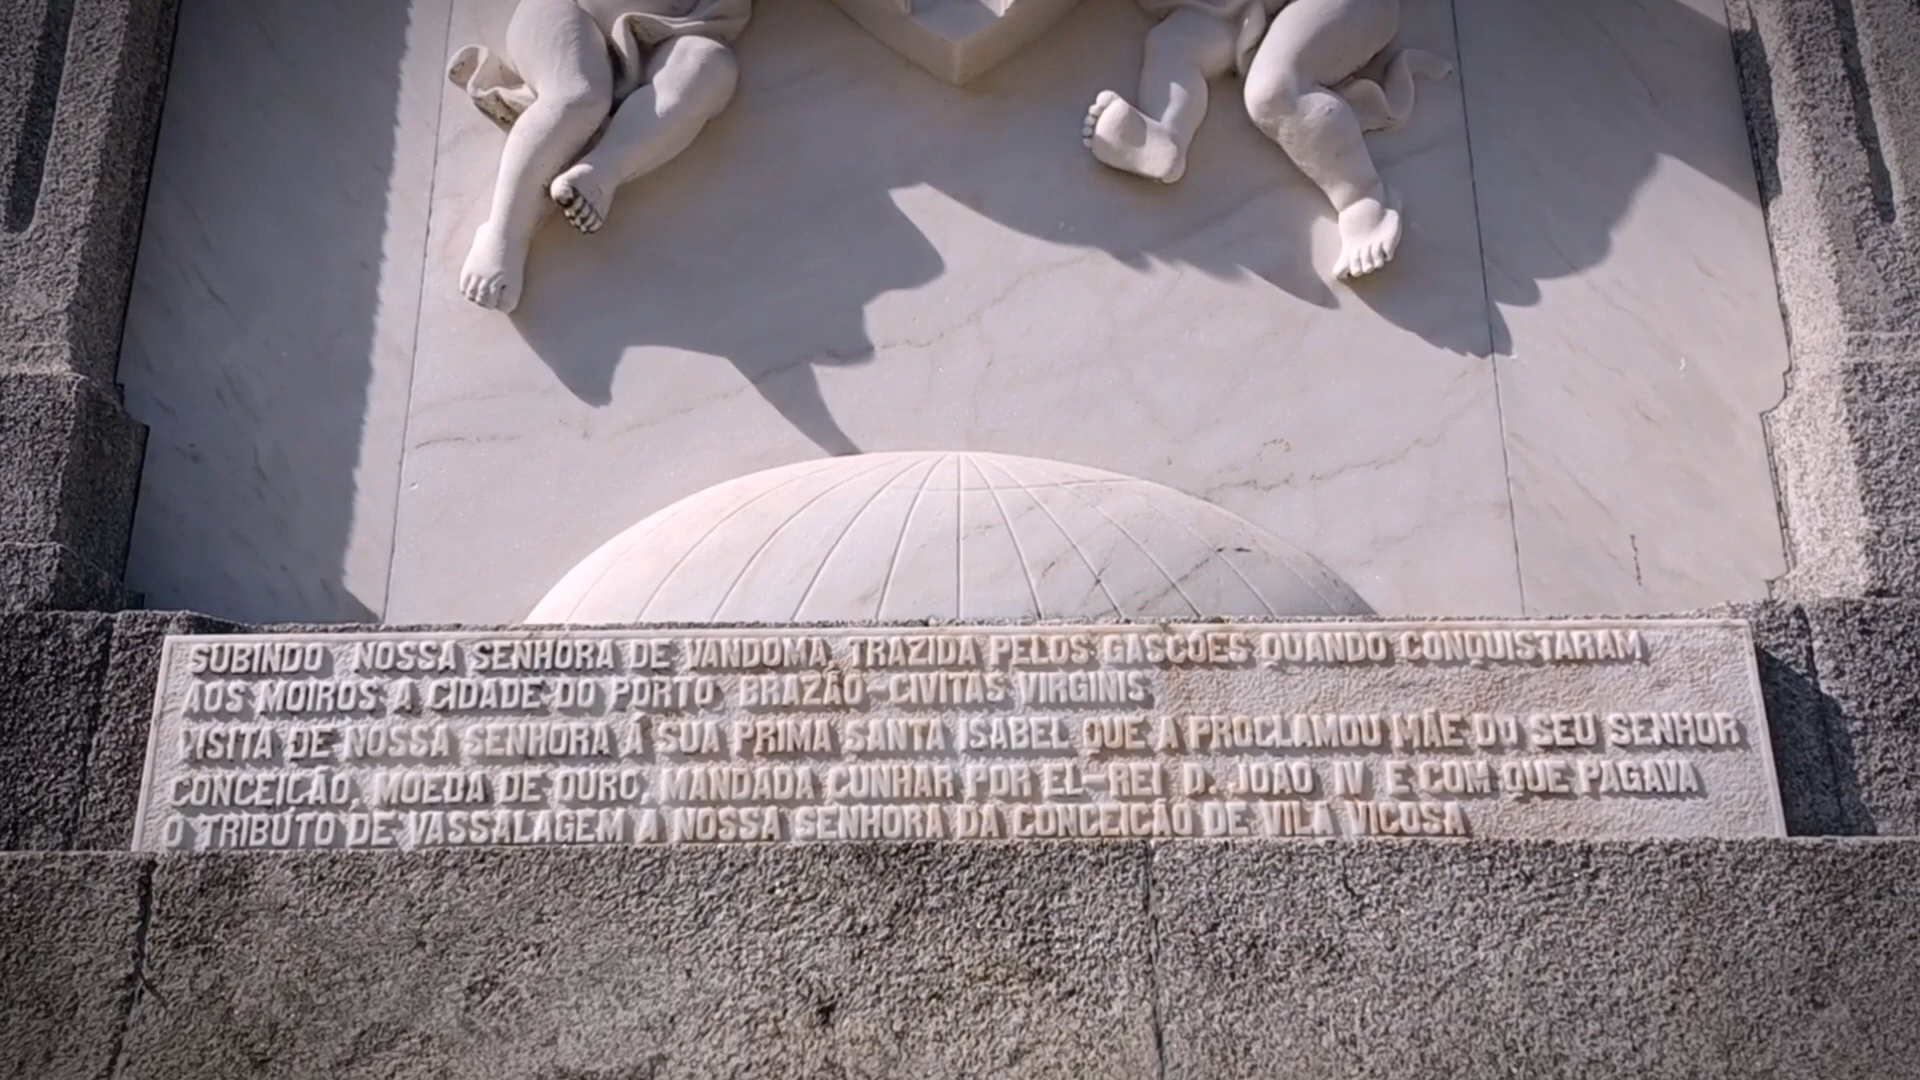 SUBINDO NOSSA SENHORA DE VANDOMA TRAZIDA PELOS GASCÕES QUANDO CONQUISTARAM
AOS MOIROS A CIDADE DO PORTO BRAZÃO-CIVITAS VIRGINIS
VISITA DE NOSSA SENHORA Á SUA PRIMA SANTA ISABEL QUE A PROCLAMOU MÃE DO SEU SENHOR
CONCEIÇÃO, MOEDA DE OURO, MANDADA CUNHAR POR EL-REI D. JOÃO IV E COM QUE PAGAVA
O TRIBUTO DE VASSALAGEM A NOSSA SENHORA DA CONCEIÇÃO DE VILA VIÇOSA